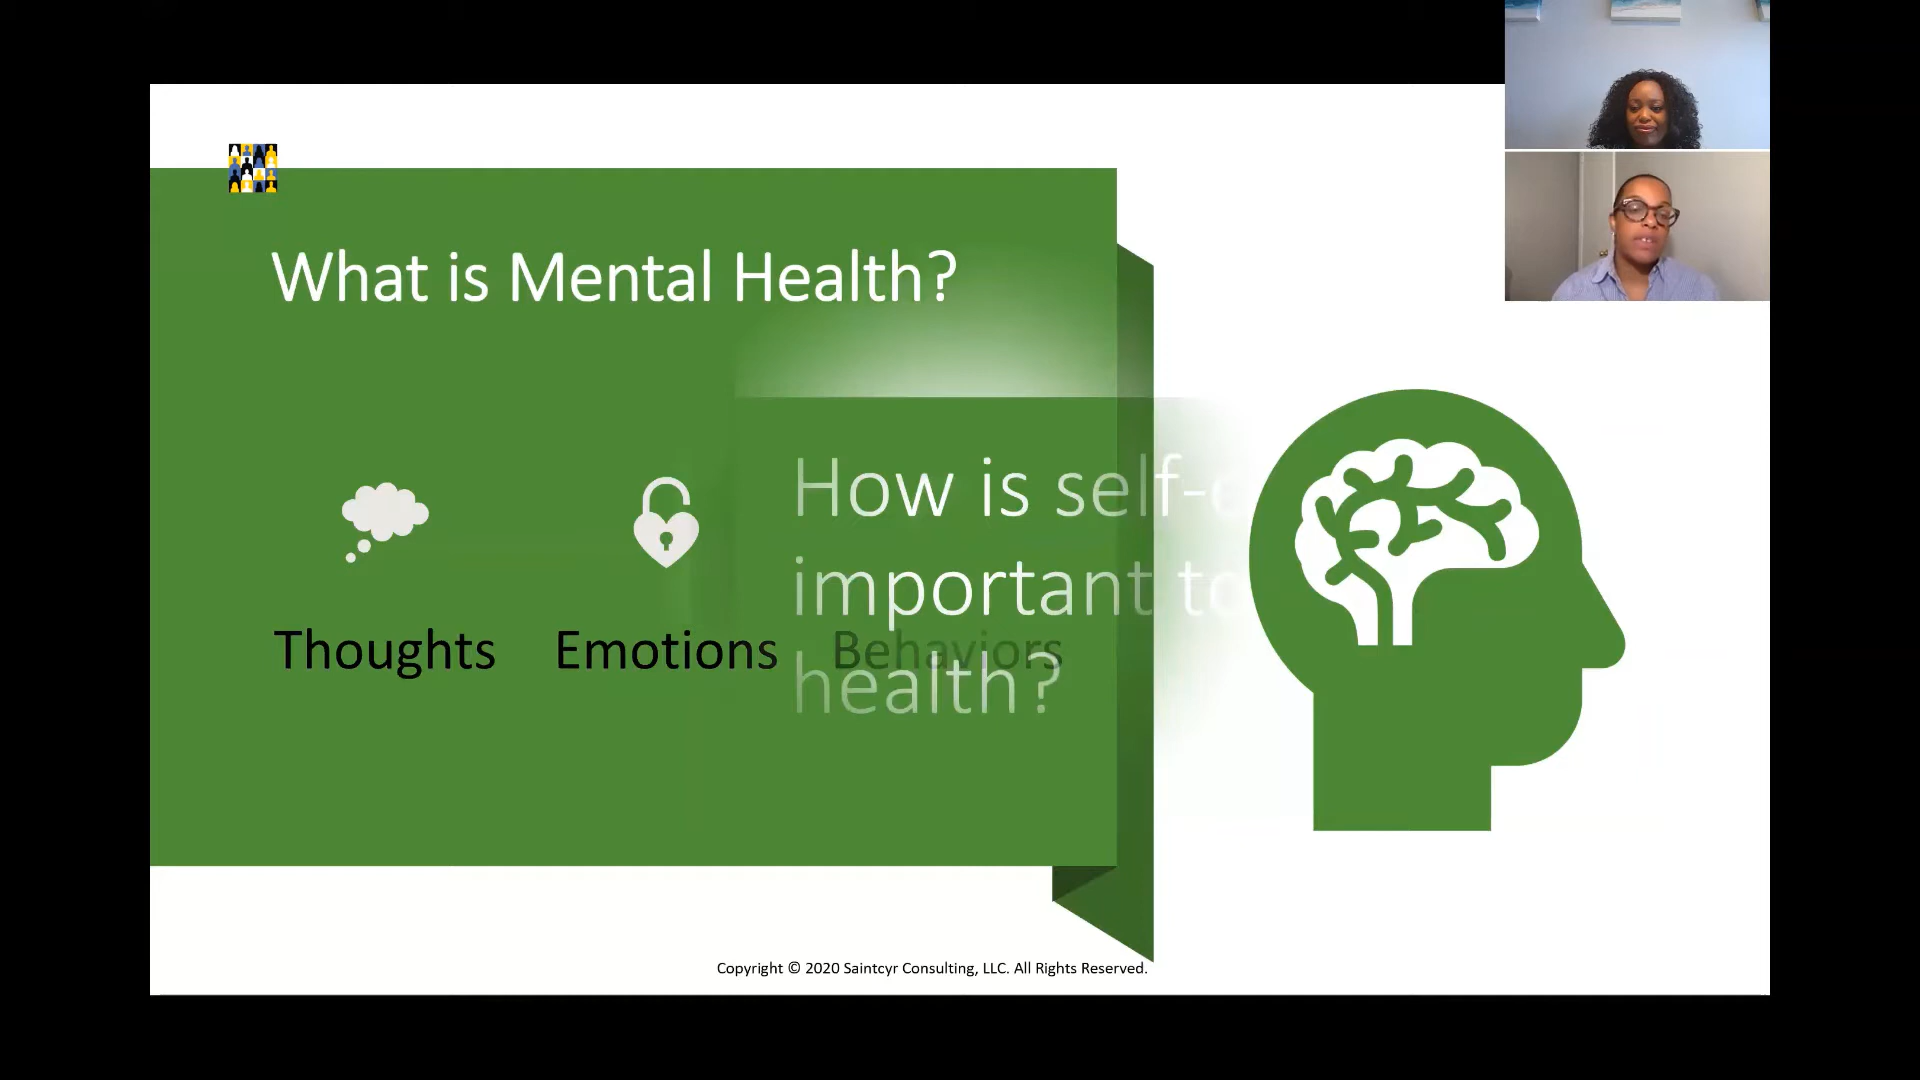 What is Mental Health?
How is self-
important to
health?
Thoughts Emotions Behaviors
Copyright © 2020 Saintcyr Consulting, LLC. All Rights Reserved.